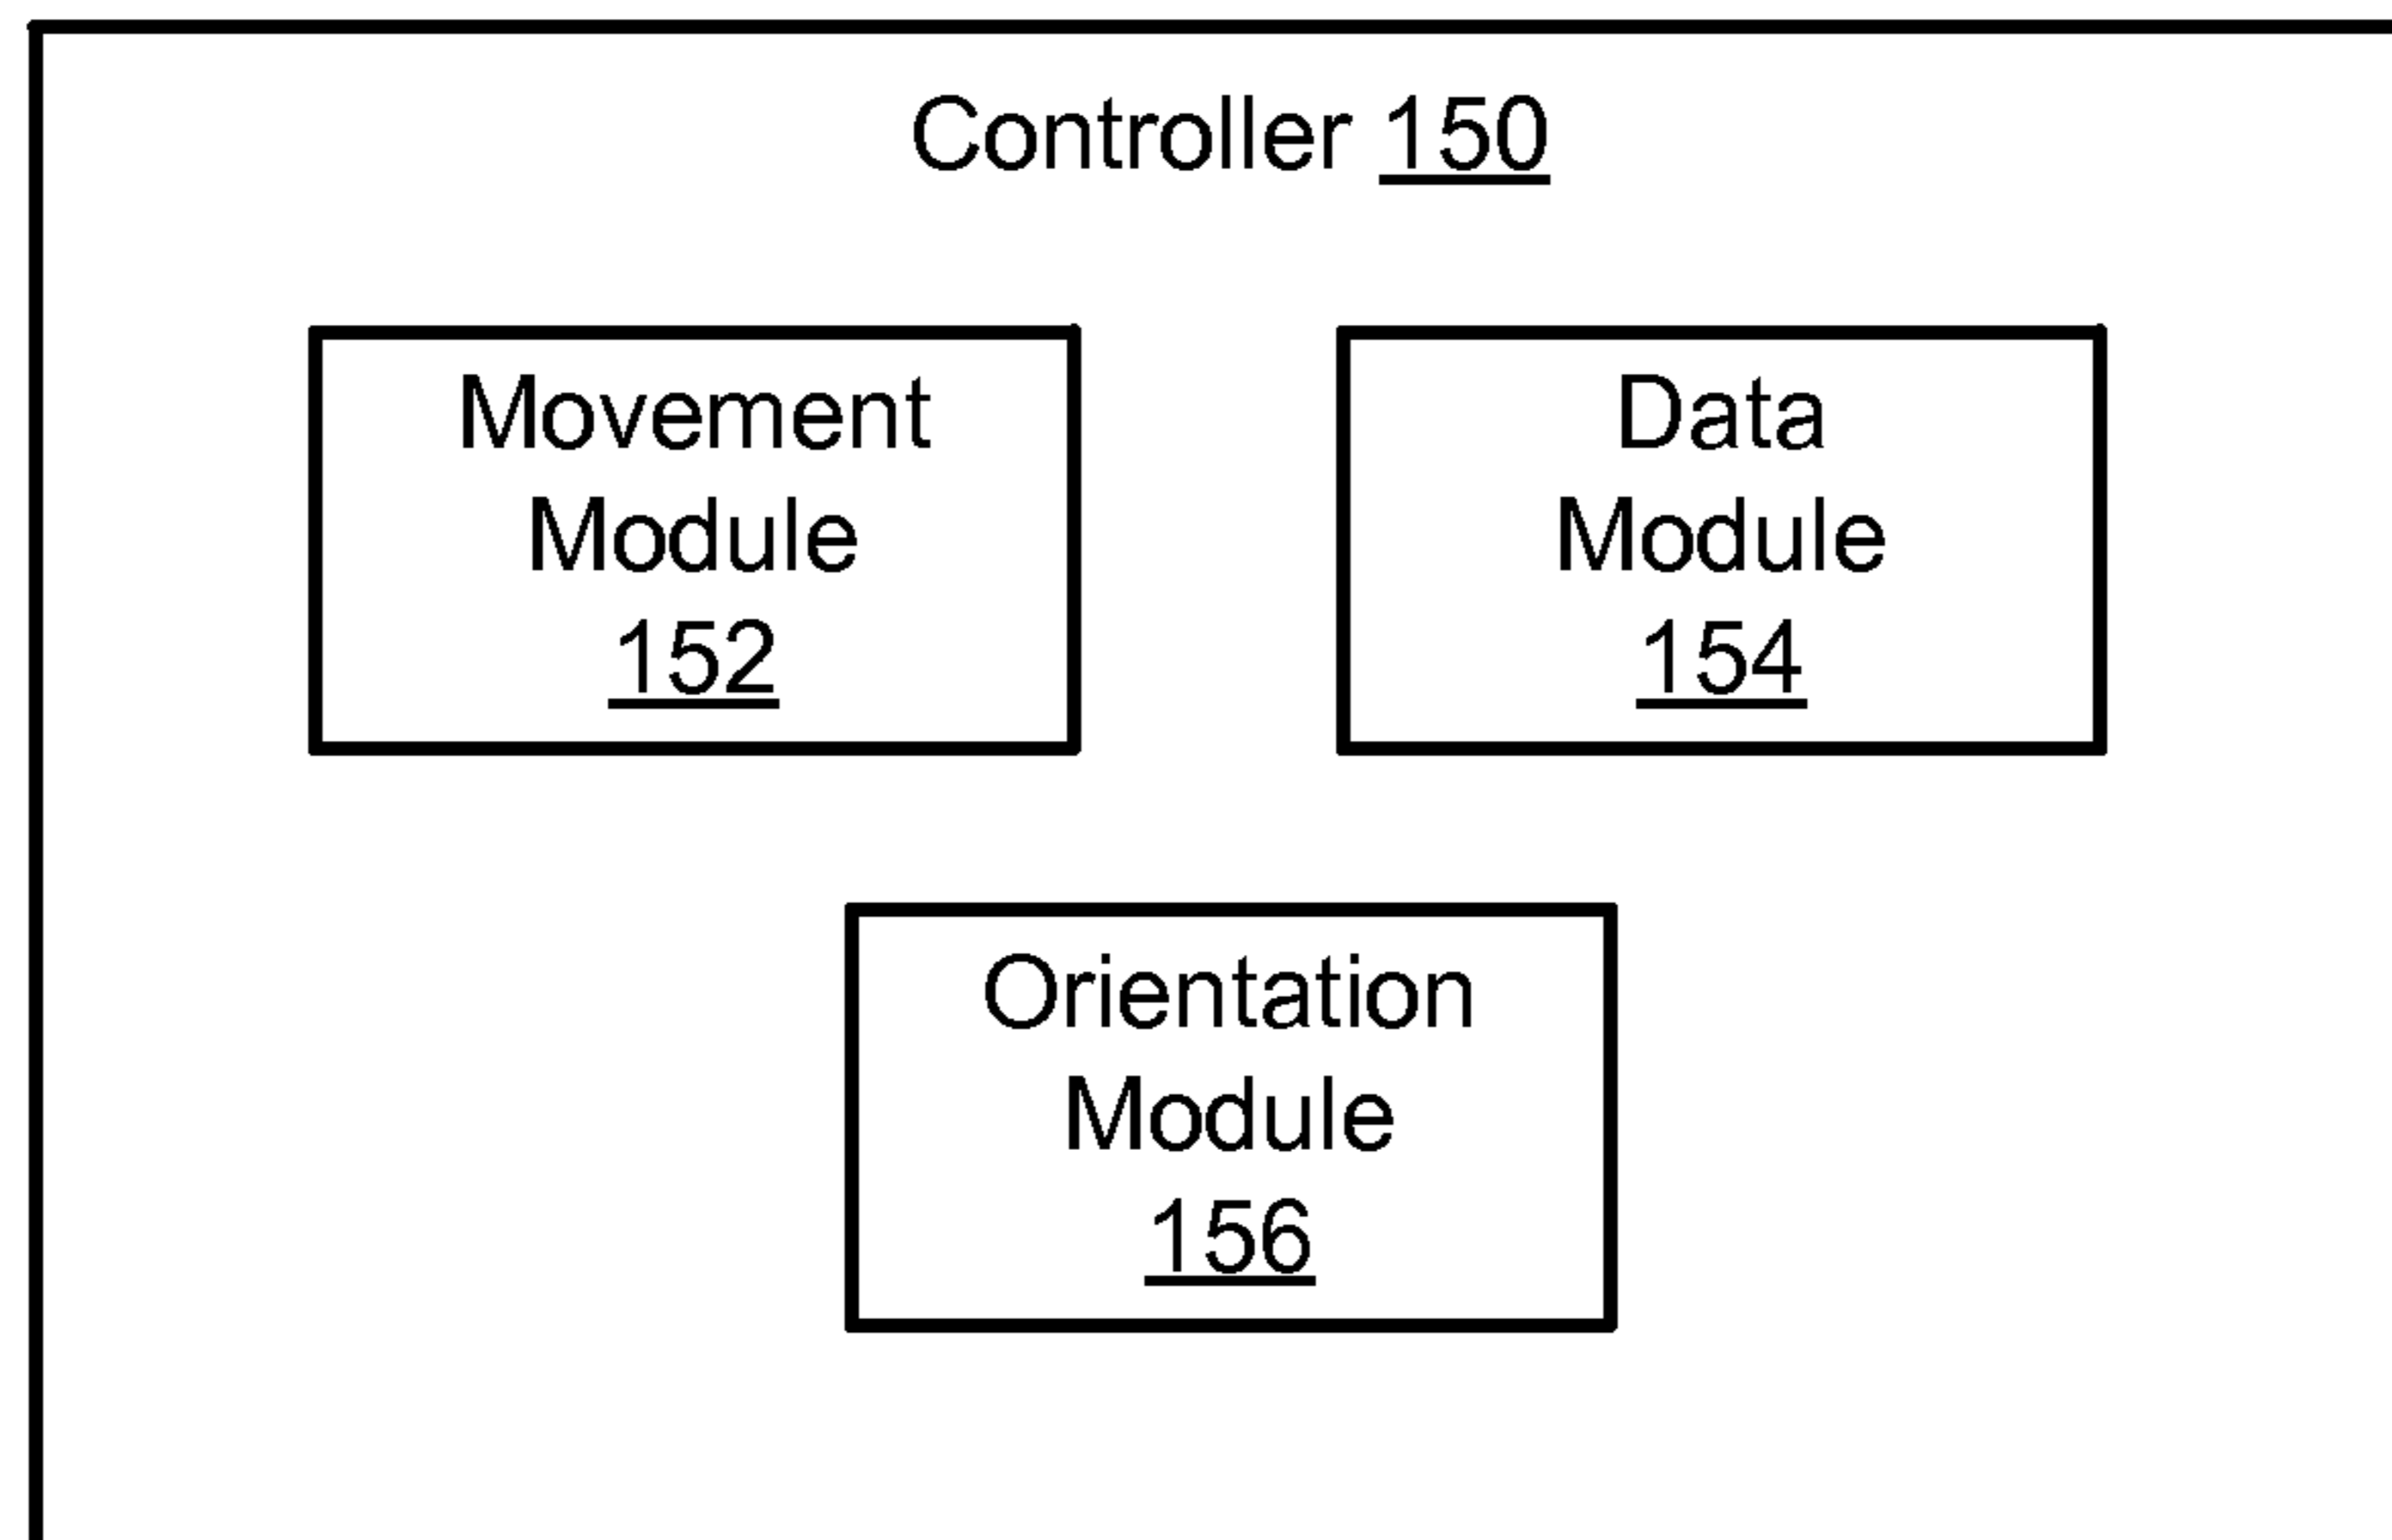 Controller 150
Movement
Module
152
Data
Module
154
Orientation
Module
156